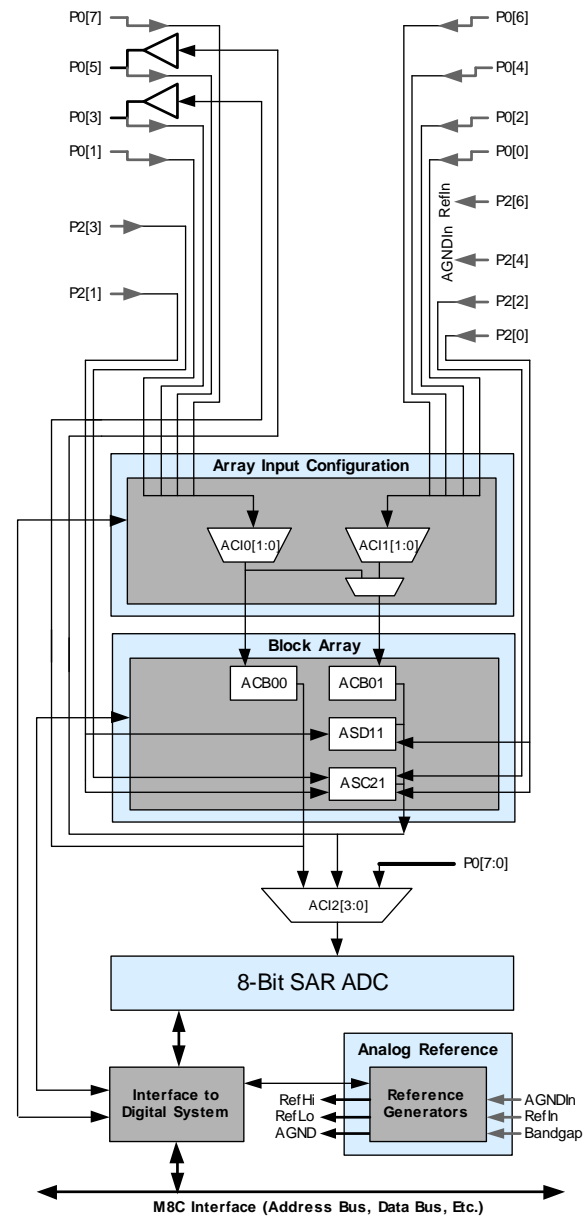 P0[7]
P0[6]
P0[5]
P0[4]
P0[3]
P0[2]
P0[1]
P0[0]
P2[6]
AGNDIn RefIn
P2[3]
P2[4]
P2[1]
P2[2]
P2[0]
Array Input Configuration
ACI0[1:0]
ACI1[1:0]
Block Array
ACB00
ACB01
ASD11
ASC21
P0[7:0]
ACI2[3:0]
8-Bit SAR ADC
Analog Reference
Interface to
Digital System
RefHi
RefLo
AGND
Reference
Generators
AGNDIn
RefIn
Bandgap
M8C Interface (Address Bus, Data Bus, Etc.)